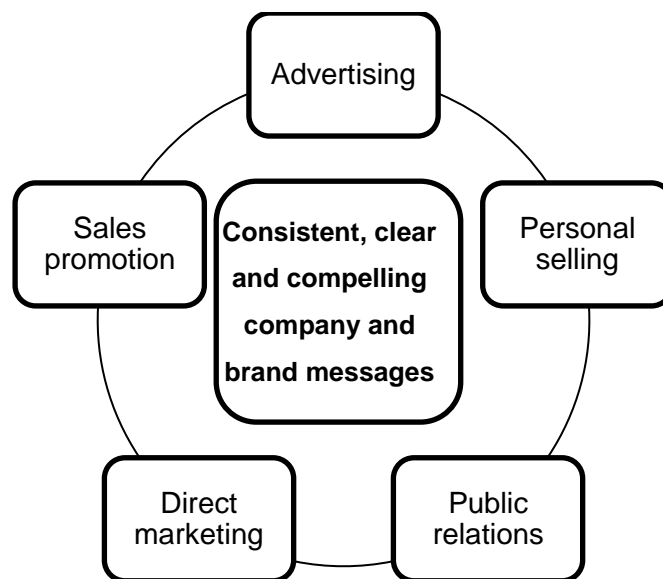 Advertising
Sales
promotion
Consistent, clear
and compelling
company and
brand messages
Personal
selling
Direct
marketing
Public
relations